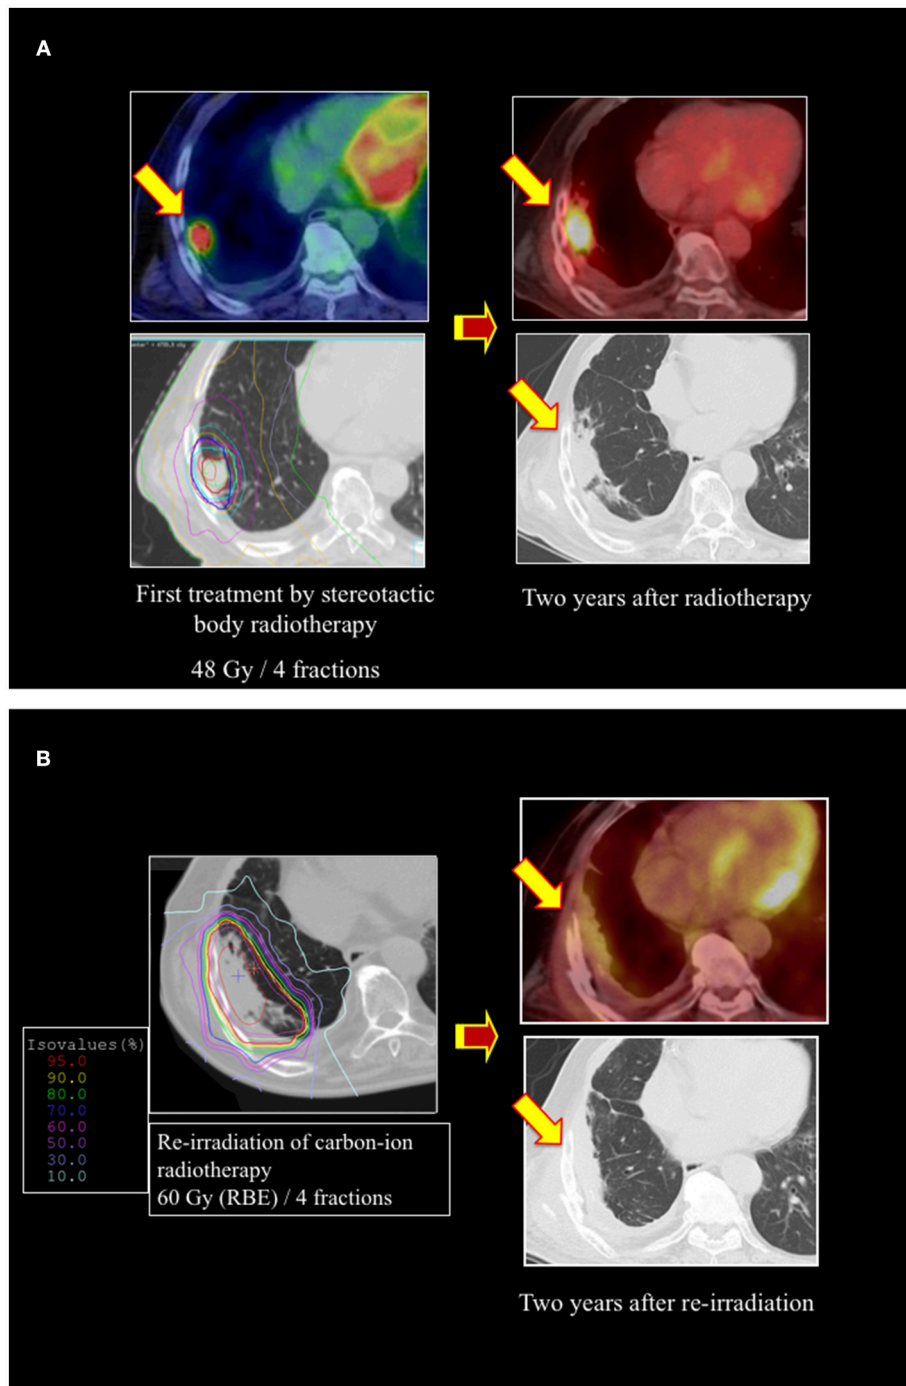 A
First treatment by stereotactic
body radiotherapy
48 Gy / 4 fractions
Two years after radiotherapy
B
Isovalues(%)
95.0
90.0
80.0
70.0
60.0
50.0
30.0
10.0
Re-irradiation of carbon-ion
radiotherapy
60 Gy (RBE) / 4 fractions
Two years after re-irradiation